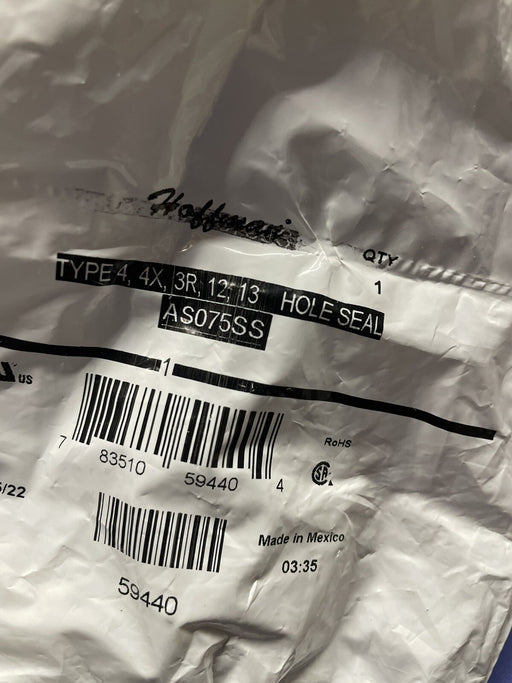 Hoffman
QTY
1
TYPE 4, 4X, 3R, 12, 13 HOLE SEAL
AS075SS
1
US
7 83510 59440 4
RoHS
/22
Made in Mexico
03:35
59440